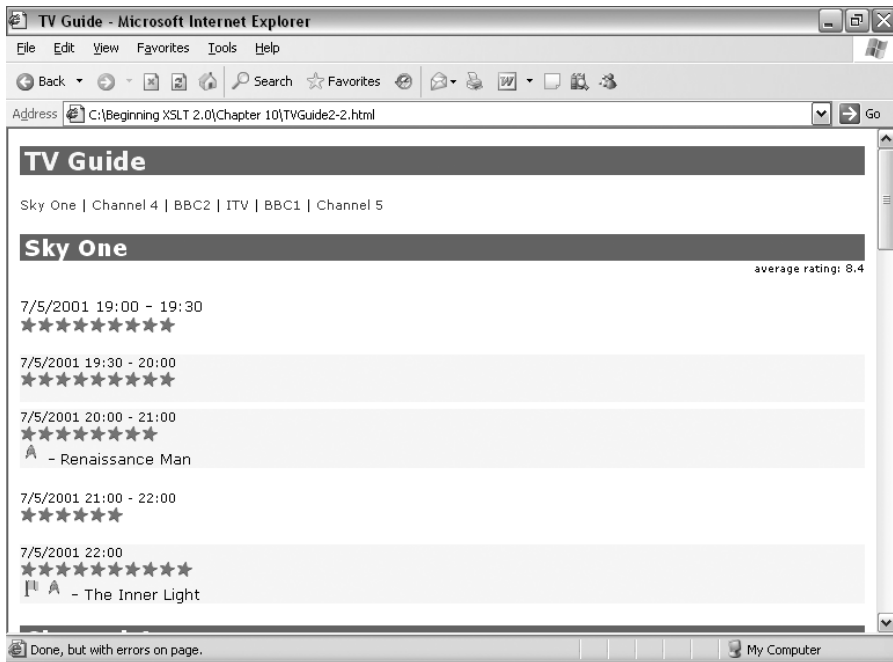 TV Guide - Microsoft Internet Explorer
File Edit View Favorites Tools Help
Back Search Favorites
Address C:\Beginning XSLT 2.0\Chapter 10\TVGuide2-2.html Go
TV Guide
Sky One | Channel 4 | BBC2 | ITV | BBC1 | Channel 5
Sky One
average rating: 8.4
7/5/2001 19:00 - 19:30
7/5/2001 19:30 - 20:00
7/5/2001 20:00 - 21:00
- Renaissance Man
7/5/2001 21:00 - 22:00
7/5/2001 22:00
- The Inner Light
Done, but with errors on page. My Computer